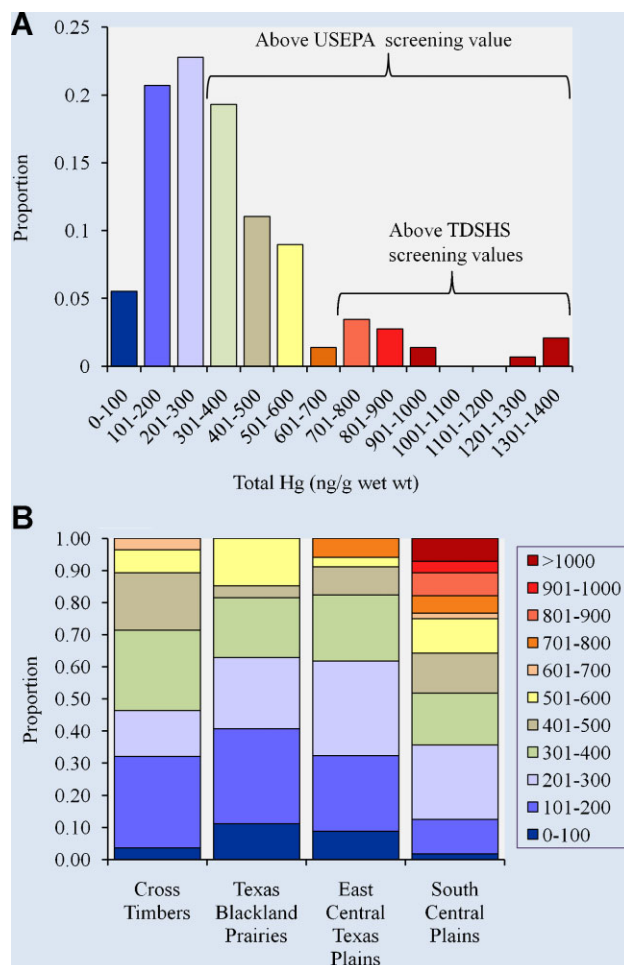 A
0.25
0.2
0.15
0.1
0.05
0
Proportion
Above USEPA screening value
Above TDSHS
screening values
0-100
101-200
201-300
301-400
401-500
501-600
601-700
701-800
801-900
901-1000
1001-1100
1101-1200
1201-1300
1301-1400
Total Hg (ng/g wet wt)
B
1.00
0.90
0.80
0.70
0.60
0.50
0.40
0.30
0.20
0.10
0.00
Proportion
Cross
Timbers
Texas
Blackland
Prairies
East
Central
Texas
Plains
South
Central
Plains
>1000
901-1000
801-900
701-800
601-700
501-600
401-500
301-400
201-300
101-200
0-100